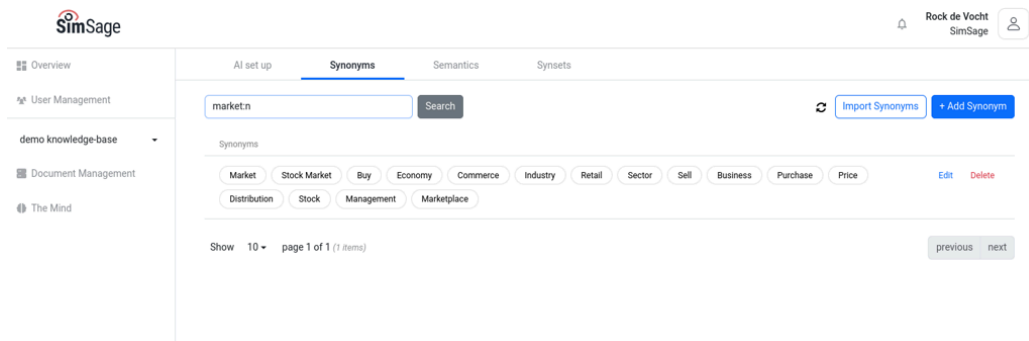 SimSage
Rock de Vocht
SimSage
Overview
User Management
demo knowledge-base
Document Management
The Mind
AI set up Synonyms Semantics Synsets
market:n Search Import Synonyms + Add Synonym
Synonyms
Market Stock Market Buy Economy Commerce Industry Retail Sector Sell Business Purchase Price Edit Delete
Distribution Stock Management Marketplace
Show 10 page 1 of 1 (1 items) previous next